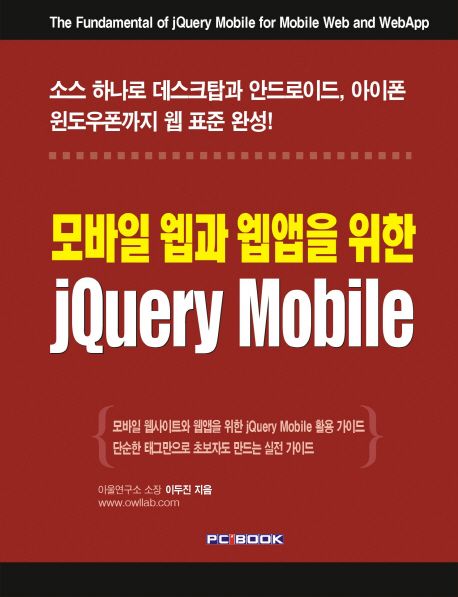 The Fundamental of jQuery Mobile for Mobile Web and WebApp
소스 하나로 데스크탑과 안드로이드, 아이폰
윈도우폰까지 웹 표준 완성!
모바일 웹과 웹앱을 위한
jQuery Mobile
모바일 웹사이트와 웹앱을 위한 jQuery Mobile 활용 가이드
단순한 태그만으로 초보자도 만드는 실전 가이드
아울연구소 소장 이두진 지음
www.owllab.com
PC BOOK